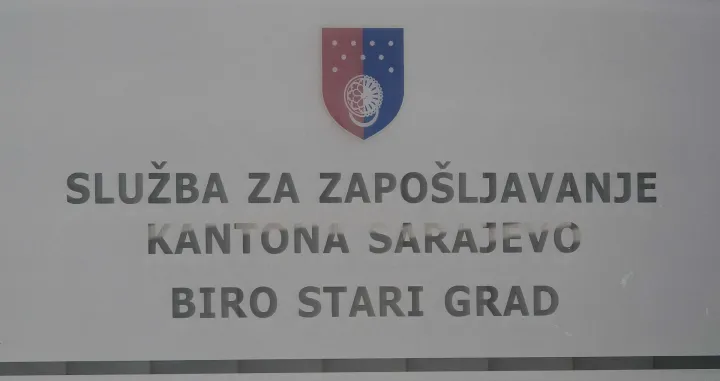 SLUŽBA ZA ZAPOŠLJAVANJE
KANTONA SARAJEVO
BIRO STARI GRAD